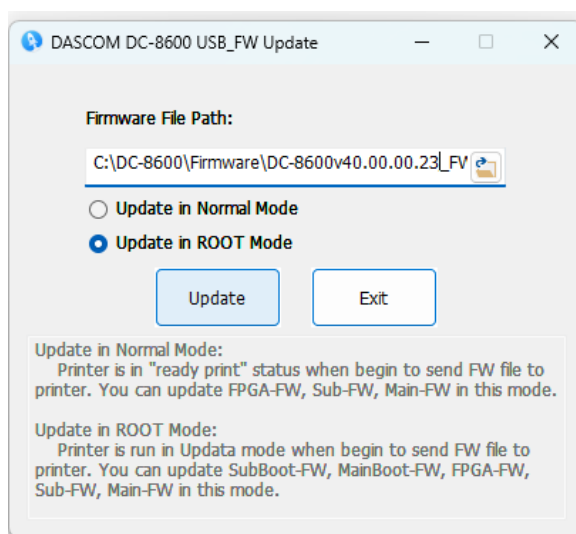 DASCOM DC-8600 USB_FW Update
Firmware File Path:
C:\DC-8600\Firmware\DC-8600v40.00.00.23_FW
Update in Normal Mode
Update in ROOT Mode
Update Exit
Update in Normal Mode:
Printer is in "ready print" status when begin to send FW file to
printer. You can update FPGA-FW, Sub-FW, Main-FW in this mode.
Update in ROOT Mode:
Printer is run in Updata mode when begin to send FW file to
printer. You can update SubBoot-FW, MainBoot-FW, FPGA-FW,
Sub-FW, Main-FW in this mode.